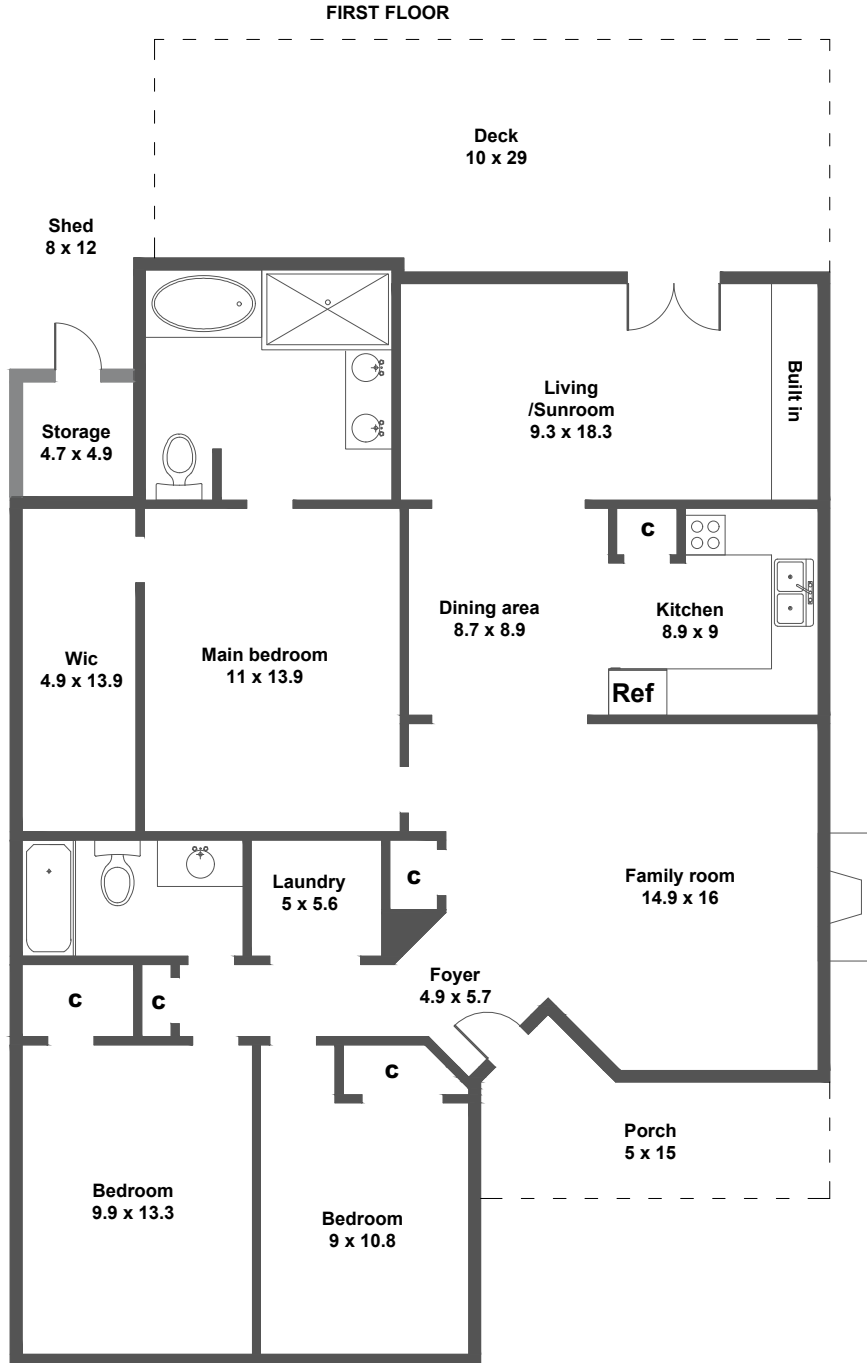 FIRST FLOOR
Deck
10 x 29
Shed
8 x 12
Storage
4.7 x 4.9
Living
/Sunroom
9.3 x 18.3
Built in
C
Dining area
8.7 x 8.9
Kitchen
8.9 x 9
Ref
Wic
4.9 x 13.9
Main bedroom
11 x 13.9
Laundry
5 x 5.6
C
Family room
14.9 x 16
Foyer
4.9 x 5.7
C
C
C
Porch
5 x 15
Bedroom
9.9 x 13.3
Bedroom
9 x 10.8